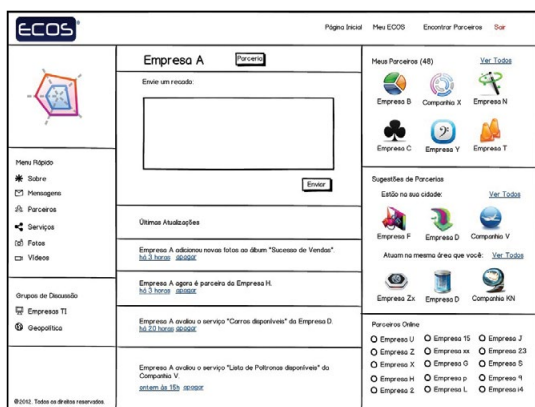 ECOS
Página Inicial Meu ECOS Encontrar Parceiros Sair
Menu Rápido
Sobre
Mensagens
Parceiros
Serviços
Fotos
Vídeos
Grupos de Discussão
Empresas TI
Geopolítica
©2012. Todos os direitos reservados.
Empresa A Parceria
Envie um recado:
Enviar
Últimas Atualizações
Empresa A adicionou novas fotos ao álbum "Sucesso de Vendas".
há 3 horas apagar
Empresa A agora é parceira da Empresa H.
há 3 horas apagar
Empresa A avaliou o serviço "Carros disponíveis" da Empresa D.
há 20 horas apagar
Empresa A avaliou o serviço "Lista de Poltronas disponíveis" da
Companhia V.
ontem às 15h apagar
Meus Parceiros (48) Ver Todos
Empresa B Companhia X Empresa N
Empresa C Empresa Y Empresa T
Sugestões de Parcerias
Estão na sua cidade: Ver Todos
Empresa F Empresa D Companhia V
Atuam na mesma área que você: Ver Todos
Empresa Zx Empresa D Companhia KN
Parceiros Online
Empresa U Empresa 15 Empresa J
Empresa Z Empresa xx Empresa 23
Empresa X Empresa G Empresa S
Empresa H Empresa p Empresa 9
Empresa 2 Empresa L Empresa i4